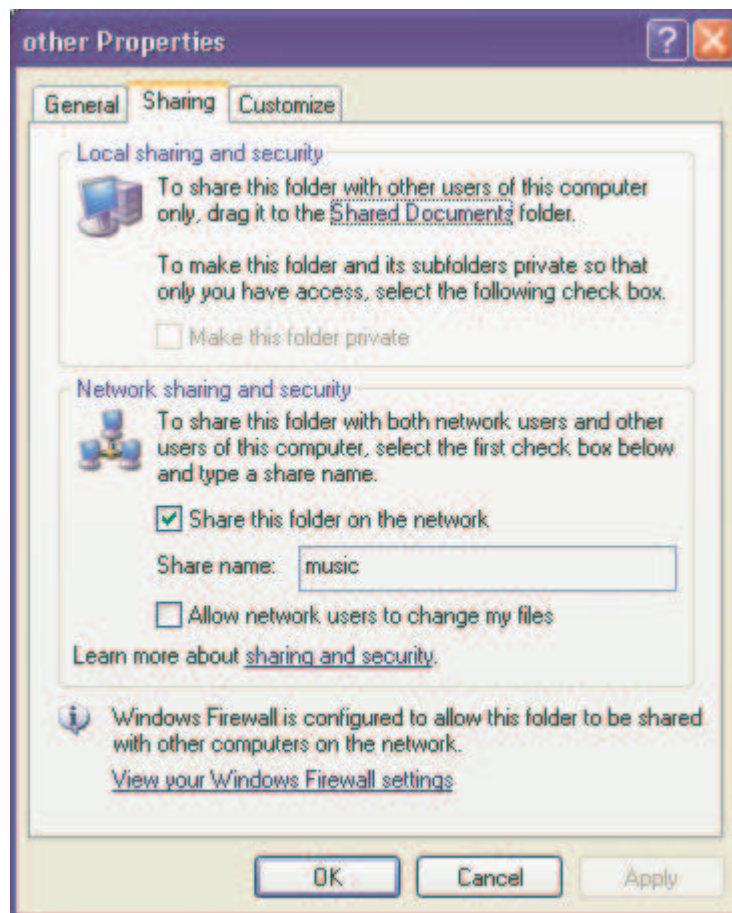 other Properties
General Sharing Customize
Local sharing and security
To share this folder with other users of this computer
only, drag it to the Shared Documents folder.
To make this folder and its subfolders private so that
only you have access, select the following check box.
Make this folder private
Network sharing and security
To share this folder with both network users and other
users of this computer, select the first check box below
and type a share name.
Share this folder on the network
Share name: music
Allow network users to change my files
Learn more about sharing and security.
Windows Firewall is configured to allow this folder to be shared
with other computers on the network.
View your Windows Firewall settings
OK Cancel Apply